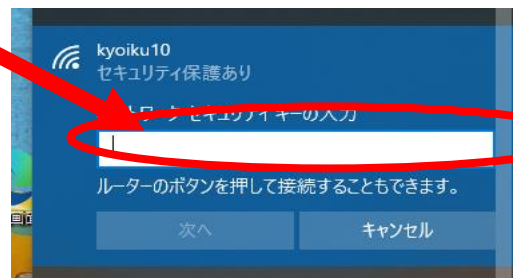 kyoiku10
セキュリティ保護あり
セキュリティ キーの入力
ルーターのボタンを押して接続することもできます。
次へ
キャンセル